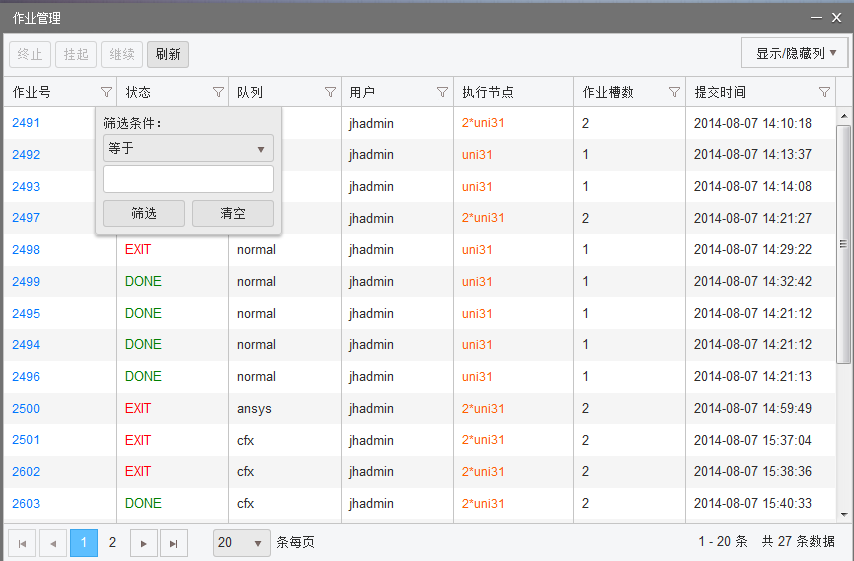 作业管理
终止 挂起 继续 刷新 显示/隐藏列
作业号 状态 队列 用户 执行节点 作业槽数 提交时间
2491 jhadmin 2*uni31 2 2014-08-07 14:10:18
筛选条件：
2492 等于 jhadmin uni31 1 2014-08-07 14:13:37
2493 jhadmin uni31 1 2014-08-07 14:14:08
2497 筛选 清空 jhadmin 2*uni31 2 2014-08-07 14:21:27
2498 EXIT normal jhadmin uni31 1 2014-08-07 14:29:22
2499 DONE normal jhadmin uni31 1 2014-08-07 14:32:42
2495 DONE normal jhadmin uni31 1 2014-08-07 14:21:12
2494 DONE normal jhadmin uni31 1 2014-08-07 14:21:12
2496 DONE normal jhadmin uni31 1 2014-08-07 14:21:13
2500 EXIT ansys jhadmin 2*uni31 2 2014-08-07 14:59:49
2501 EXIT cfx jhadmin 2*uni31 2 2014-08-07 15:37:04
2602 EXIT cfx jhadmin 2*uni31 2 2014-08-07 15:38:36
2603 DONE cfx jhadmin 2*uni31 2 2014-08-07 15:40:33
1 2 20 条每页 1 - 20 条 共 27 条数据